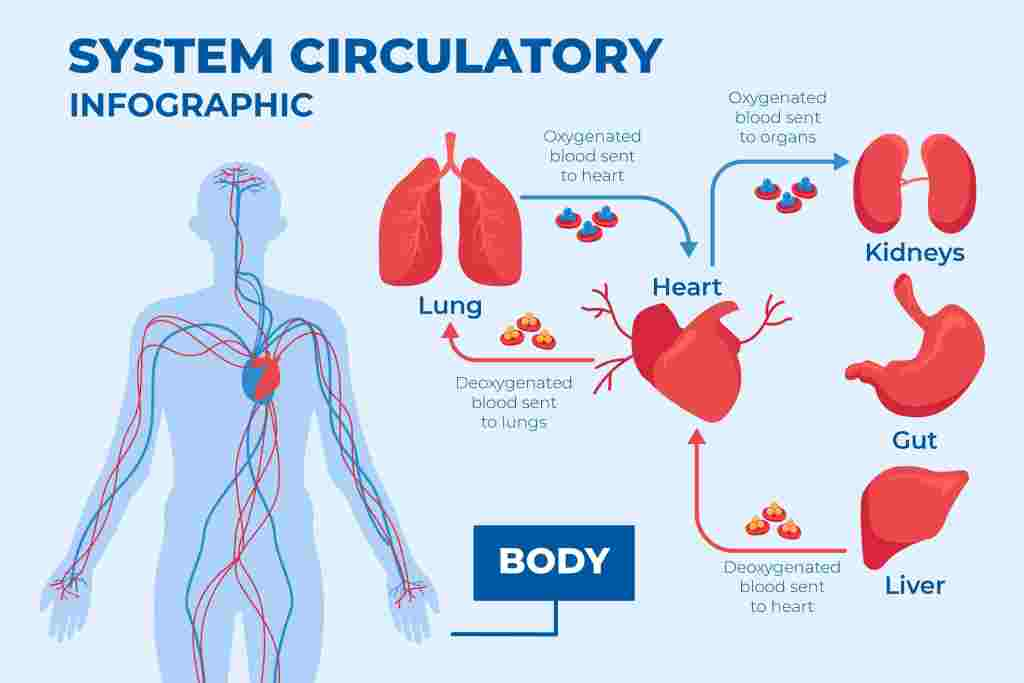 SYSTEM CIRCULATORY
INFOGRAPHIC
Oxygenated
blood sent
to heart
Oxygenated
blood sent
to organs
Kidneys
Lung
Heart
Deoxygenated
blood sent
to lungs
Gut
BODY
Deoxygenated
blood sent
to heart
Liver